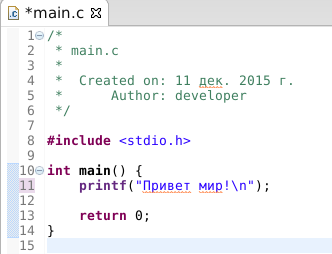 *main.c
1 /*
2  * main.c
3  *
4  *  Created on: 11 дек. 2015 г.
5  *      Author: developer
6  */
7
8 #include <stdio.h>
9
10 int main() {
11     printf("Привет мир!\n");
12
13     return 0;
14 }
15